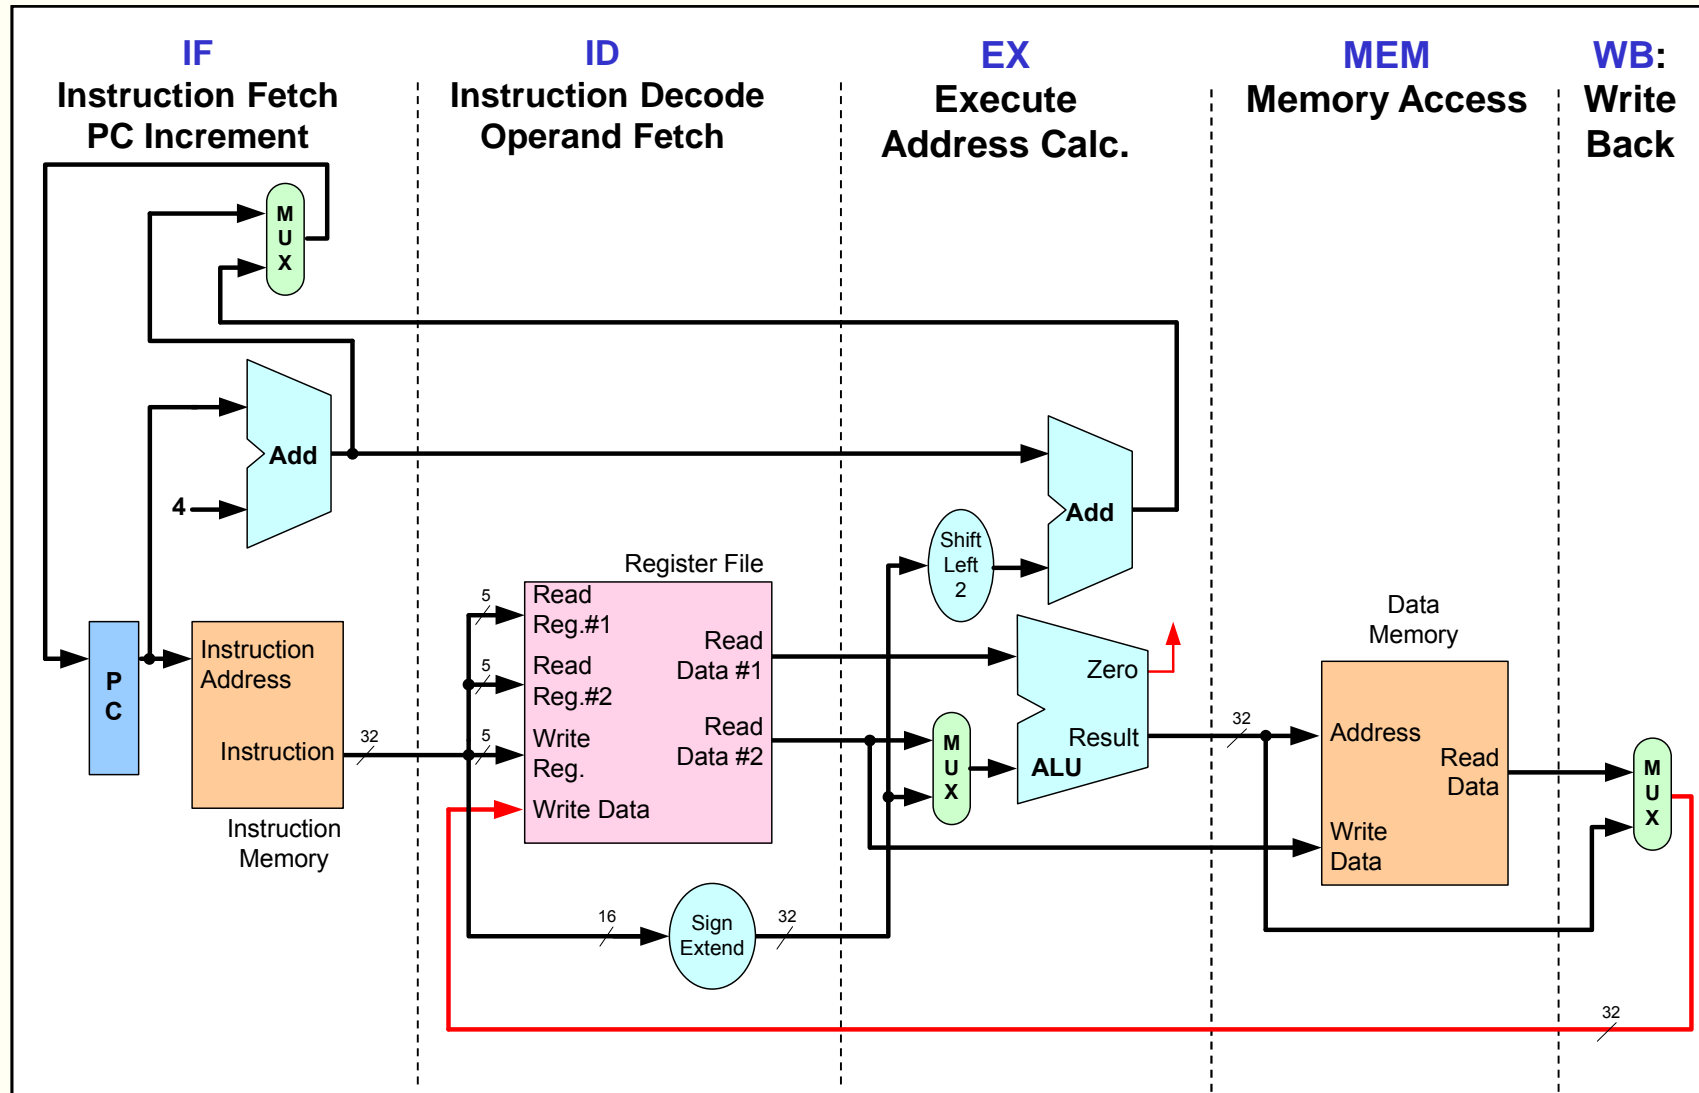 IF
Instruction Fetch
PC Increment
ID
Instruction Decode
Operand Fetch
EX
Execute
Address Calc.
MEM
Memory Access
WB:
Write
Back
M
U
X
Add
4
Add
Shift
Left
2
P
C
Instruction
Address
Instruction
Instruction
Memory
32
Register File
5
Read
Reg.#1
5
Read
Reg.#2
5
Write
Reg.
Write Data
Read
Data #1
Read
Data #2
16
Sign
Extend
32
M
U
X
Zero
Result
ALU
32
Data
Memory
Address
Read
Data
Write
Data
M
U
X
32